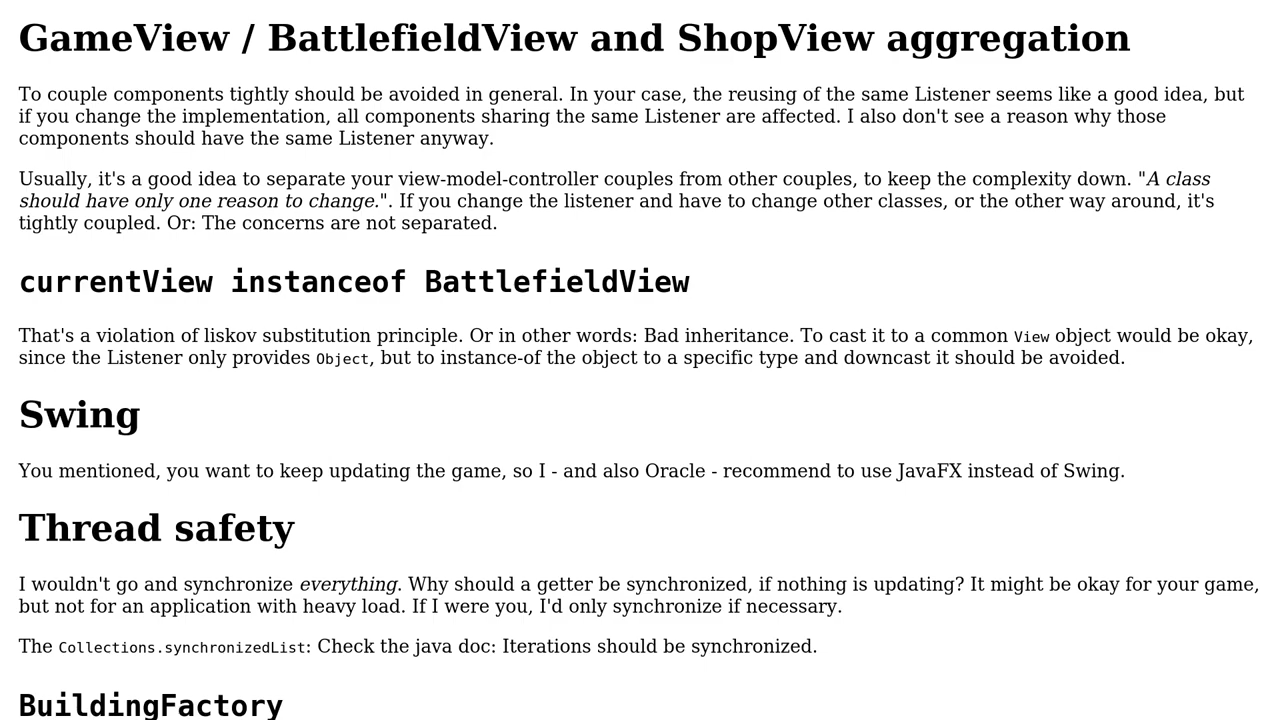 GameView / BattlefieldView and ShopView aggregation
To couple components tightly should be avoided in general. In your case, the reusing of the same Listener seems like a good idea, but
if you change the implementation, all components sharing the same Listener are affected. I also don't see a reason why those
components should have the same Listener anyway.
Usually, it's a good idea to separate your view-model-controller couples from other couples, to keep the complexity down. "A class
should have only one reason to change.". If you change the listener and have to change other classes, or the other way around, it's
tightly coupled. Or: The concerns are not separated.
currentView instanceof BattlefieldView
That's a violation of liskov substitution principle. Or in other words: Bad inheritance. To cast it to a common View object would be okay,
since the Listener only provides Object, but to instance-of the object to a specific type and downcast it should be avoided.
Swing
You mentioned, you want to keep updating the game, so I - and also Oracle - recommend to use JavaFX instead of Swing.
Thread safety
I wouldn't go and synchronize everything. Why should a getter be synchronized, if nothing is updating? It might be okay for your game,
but not for an application with heavy load. If I were you, I'd only synchronize if necessary.
The Collections.synchronizedList: Check the java doc: Iterations should be synchronized.
BuildingFactory